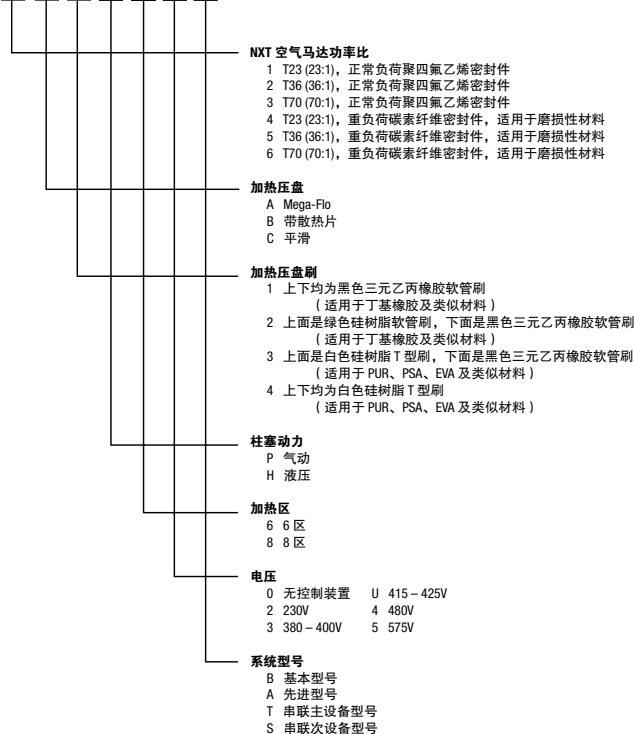 NXT 空气马达功率比
1 T23 (23:1)，正常负荷聚四氟乙烯密封件
2 T36 (36:1)，正常负荷聚四氟乙烯密封件
3 T70 (70:1)，正常负荷聚四氟乙烯密封件
4 T23 (23:1)，重负荷碳素纤维密封件，适用于磨损性材料
5 T36 (36:1)，重负荷碳素纤维密封件，适用于磨损性材料
6 T70 (70:1)，重负荷碳素纤维密封件，适用于磨损性材料
加热压盘
A Mega-Flo
B 带散热片
C 平滑
加热压盘刷
1 上下均为黑色三元乙丙橡胶软管刷
（适用于丁基橡胶及类似材料）
2 上面是绿色硅树脂软管刷，下面是黑色三元乙丙橡胶软管刷
（适用于丁基橡胶及类似材料）
3 上面是白色硅树脂 T 型刷，下面是黑色三元乙丙橡胶软管刷
（适用于 PUR、PSA、EVA 及类似材料）
4 上下均为白色硅树脂 T 型刷
（适用于 PUR、PSA、EVA 及类似材料）
柱塞动力
P 气动
H 液压
加热区
6 6 区
8 8 区
电压
0 无控制装置 U 415 – 425V
2 230V 4 480V
3 380 – 400V 5 575V
系统型号
B 基本型号
A 先进型号
T 串联主设备型号
S 串联次设备型号